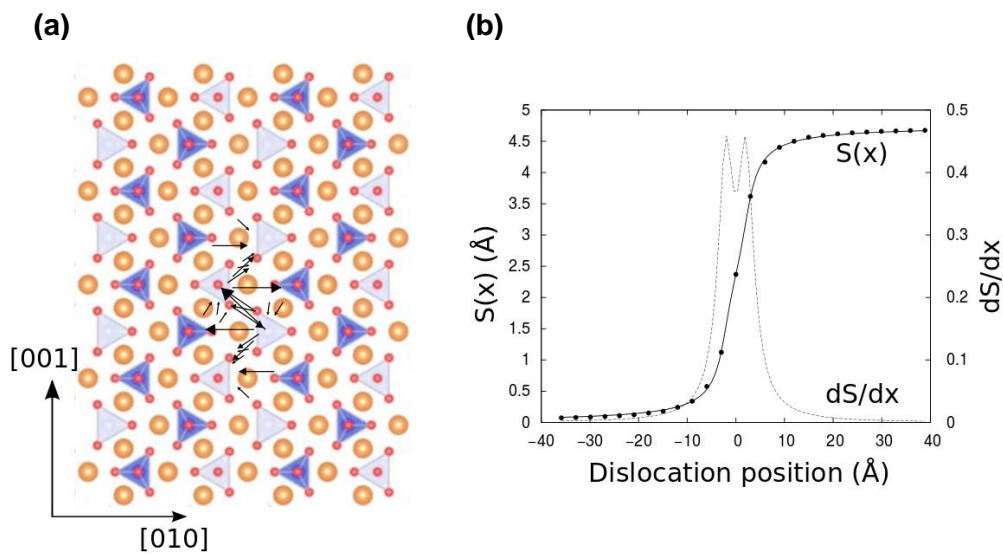 (a)
(b)
[001]
[010]
5
4.5
4
3.5
3
2.5
2
1.5
1
0.5
0
S(x) (Å)
S(x)
dS/dx
0.5
0.4
0.3
0.2
0.1
0
dS/dx
−40 −30 −20 −10 0 10 20 30 40
Dislocation position (Å)